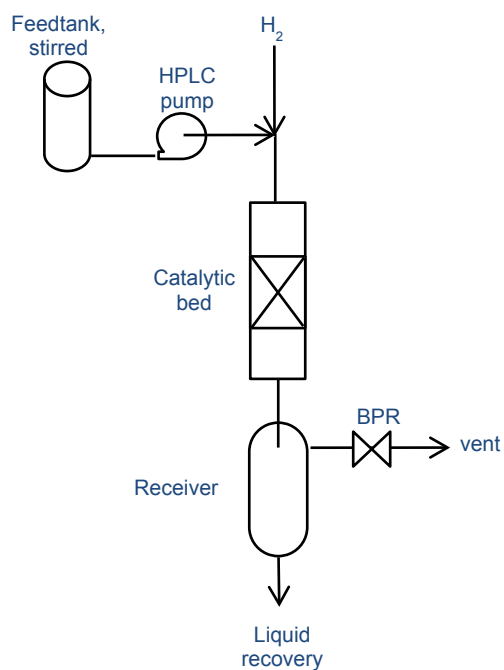 Feedtank,
stirred
HPLC
pump
H₂
Catalytic
bed
BPR
vent
Receiver
Liquid
recovery